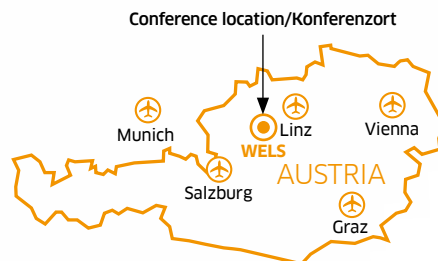 Conference location/Konferenzort
Munich
Linz
Vienna
WELS
Salzburg
AUSTRIA
Graz